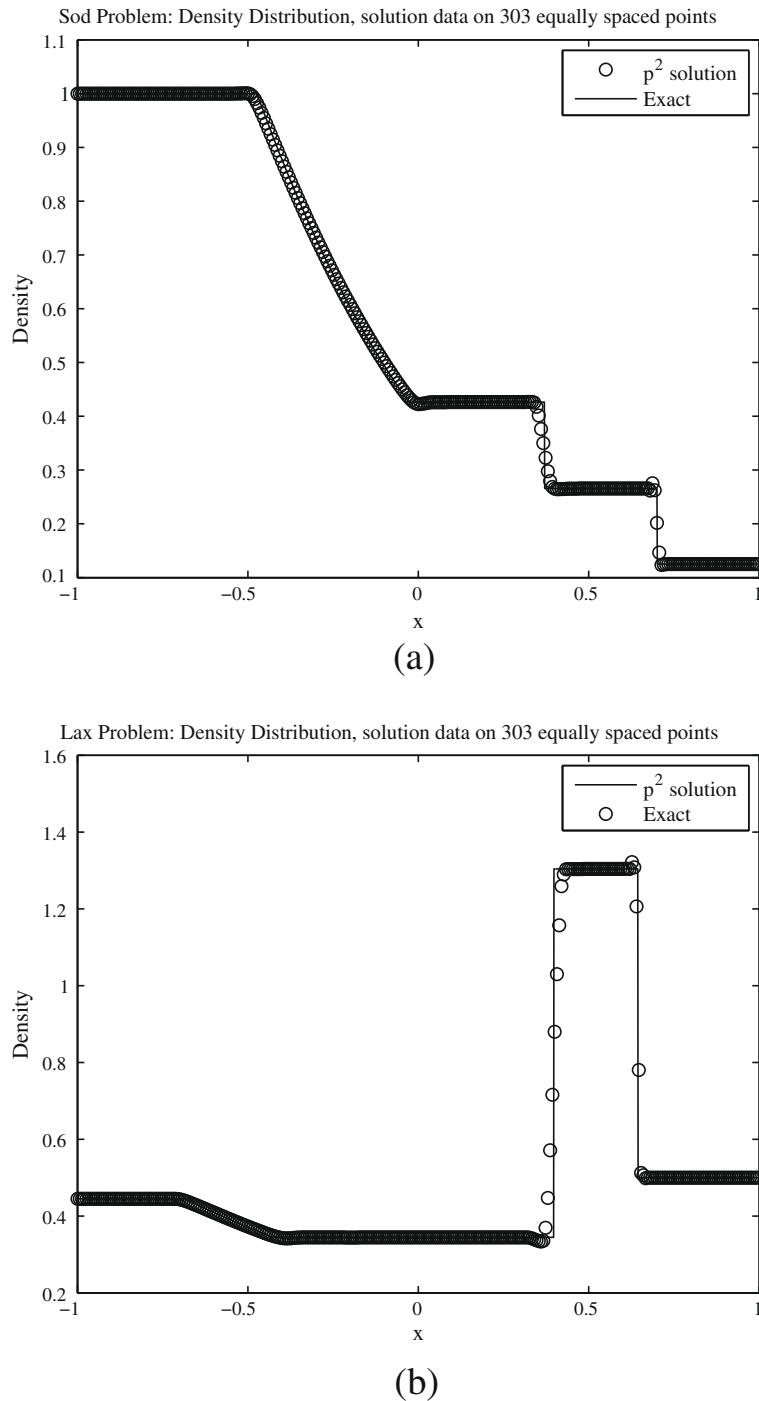 Sod Problem: Density Distribution, solution data on 303 equally spaced points
1.1
1
0.9
0.8
0.7
0.6
0.5
0.4
0.3
0.2
0.1
Density
p² solution
Exact
−1
−0.5
0
0.5
1
x
(a)
Lax Problem: Density Distribution, solution data on 303 equally spaced points
1.6
1.4
1.2
1
0.8
0.6
0.4
0.2
Density
p² solution
Exact
−1
−0.5
0
0.5
1
x
(b)